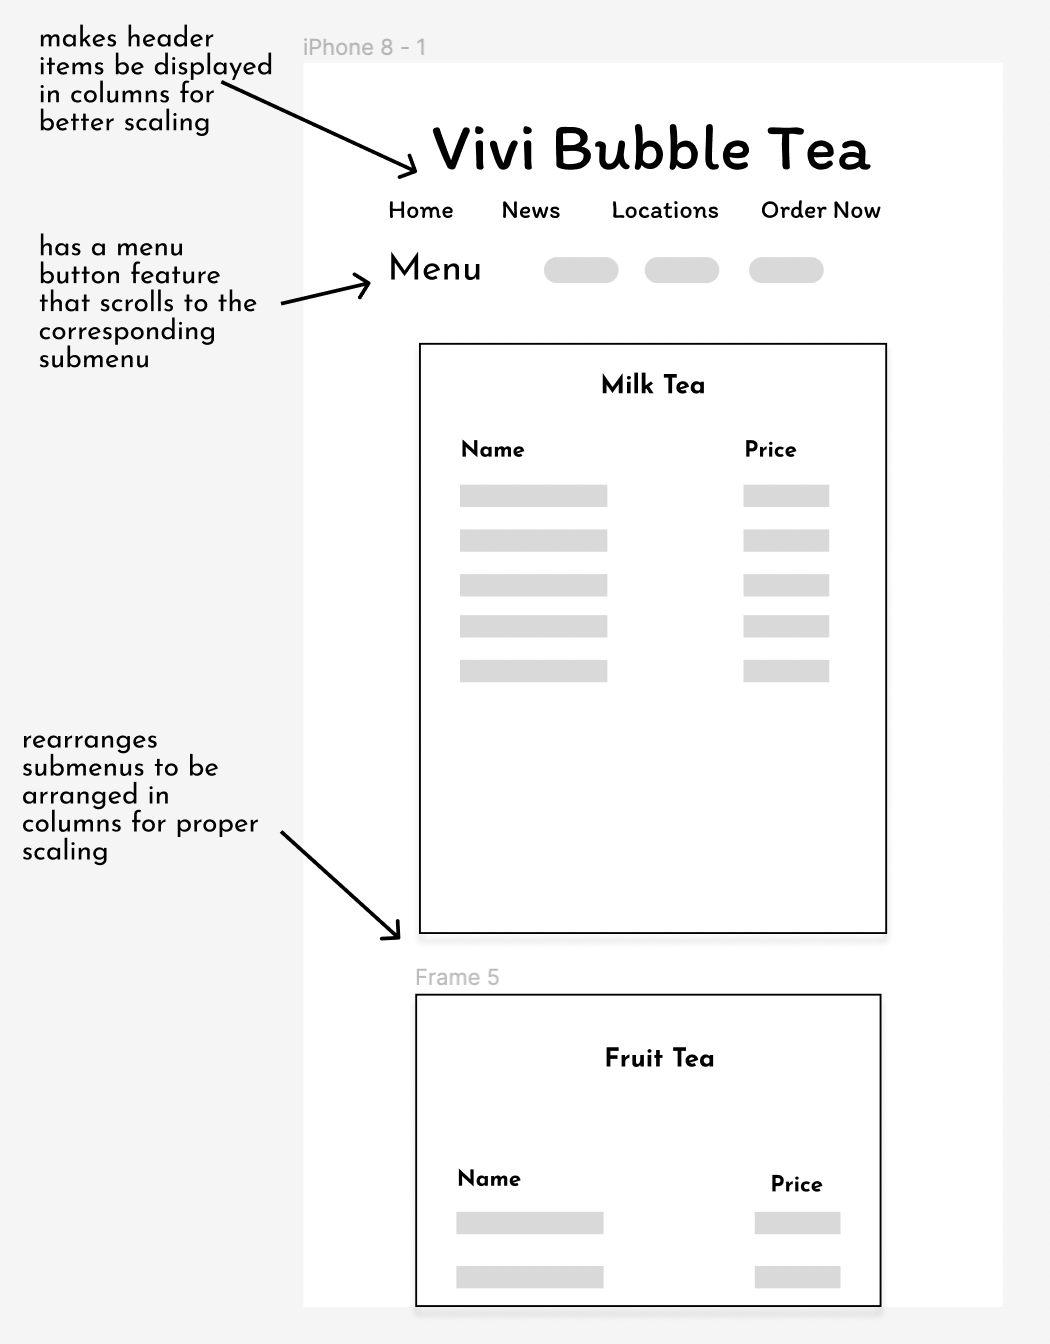 makes header
items be displayed
in columns for
better scaling
iPhone 8 - 1
Vivi Bubble Tea
Home News Locations Order Now
has a menu
button feature
that scrolls to the
corresponding
submenu
Menu
Milk Tea
Name Price
rearranges
submenus to be
arranged in
columns for proper
scaling
Frame 5
Fruit Tea
Name Price